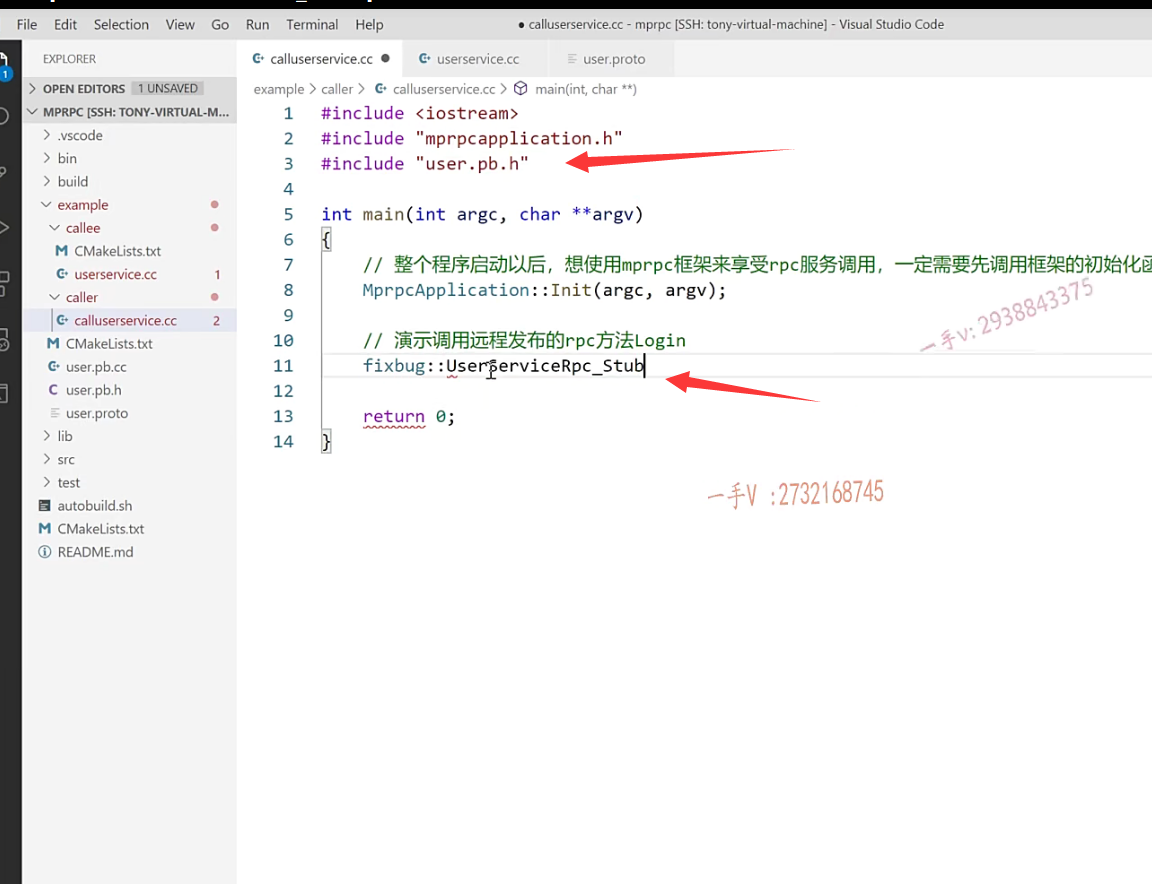 File Edit Selection View Go Run Terminal Help
● calluserservice.cc - mprpc [SSH: tony-virtual-machine] - Visual Studio Code
1
EXPLORER
OPEN EDITORS 1 UNSAVED
MPRPC [SSH: TONY-VIRTUAL-M...
.vscode
bin
build
example
callee
CMakeLists.txt
userservice.cc 1
caller
calluserservice.cc 2
CMakeLists.txt
user.pb.cc
user.pb.h
user.proto
lib
src
test
autobuild.sh
CMakeLists.txt
README.md
calluserservice.cc ● userservice.cc user.proto
example > caller > calluserservice.cc > main(int, char **)
1 #include <iostream>
2 #include "mprpcapplication.h"
3 #include "user.pb.h"
4
5 int main(int argc, char **argv)
6 {
7 // 整个程序启动以后，想使用mprpc框架来享受rpc服务调用，一定需要先调用框架的初始化函
8 MprpcApplication::Init(argc, argv);
9
10 // 演示调用远程发布的rpc方法Login
11 fixbug::UserServiceRpc_Stub
12
13 return 0;
14 }
一手v: 2938843375
一手V :2732168745